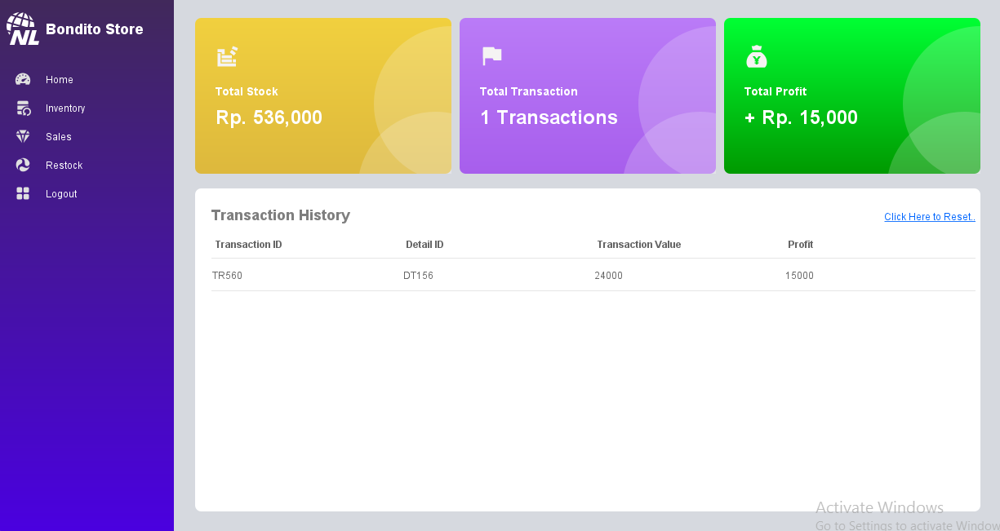 NL
Bondito Store
Home
Inventory
Sales
Restock
Logout
¥
Total Stock
Rp. 536,000
Total Transaction
1 Transactions
Total Profit
+ Rp. 15,000
Transaction History
Click Here to Reset..
Transaction ID Detail ID Transaction Value Profit
TR560 DT156 24000 15000
Activate Windows
Go to Settings to activate Window